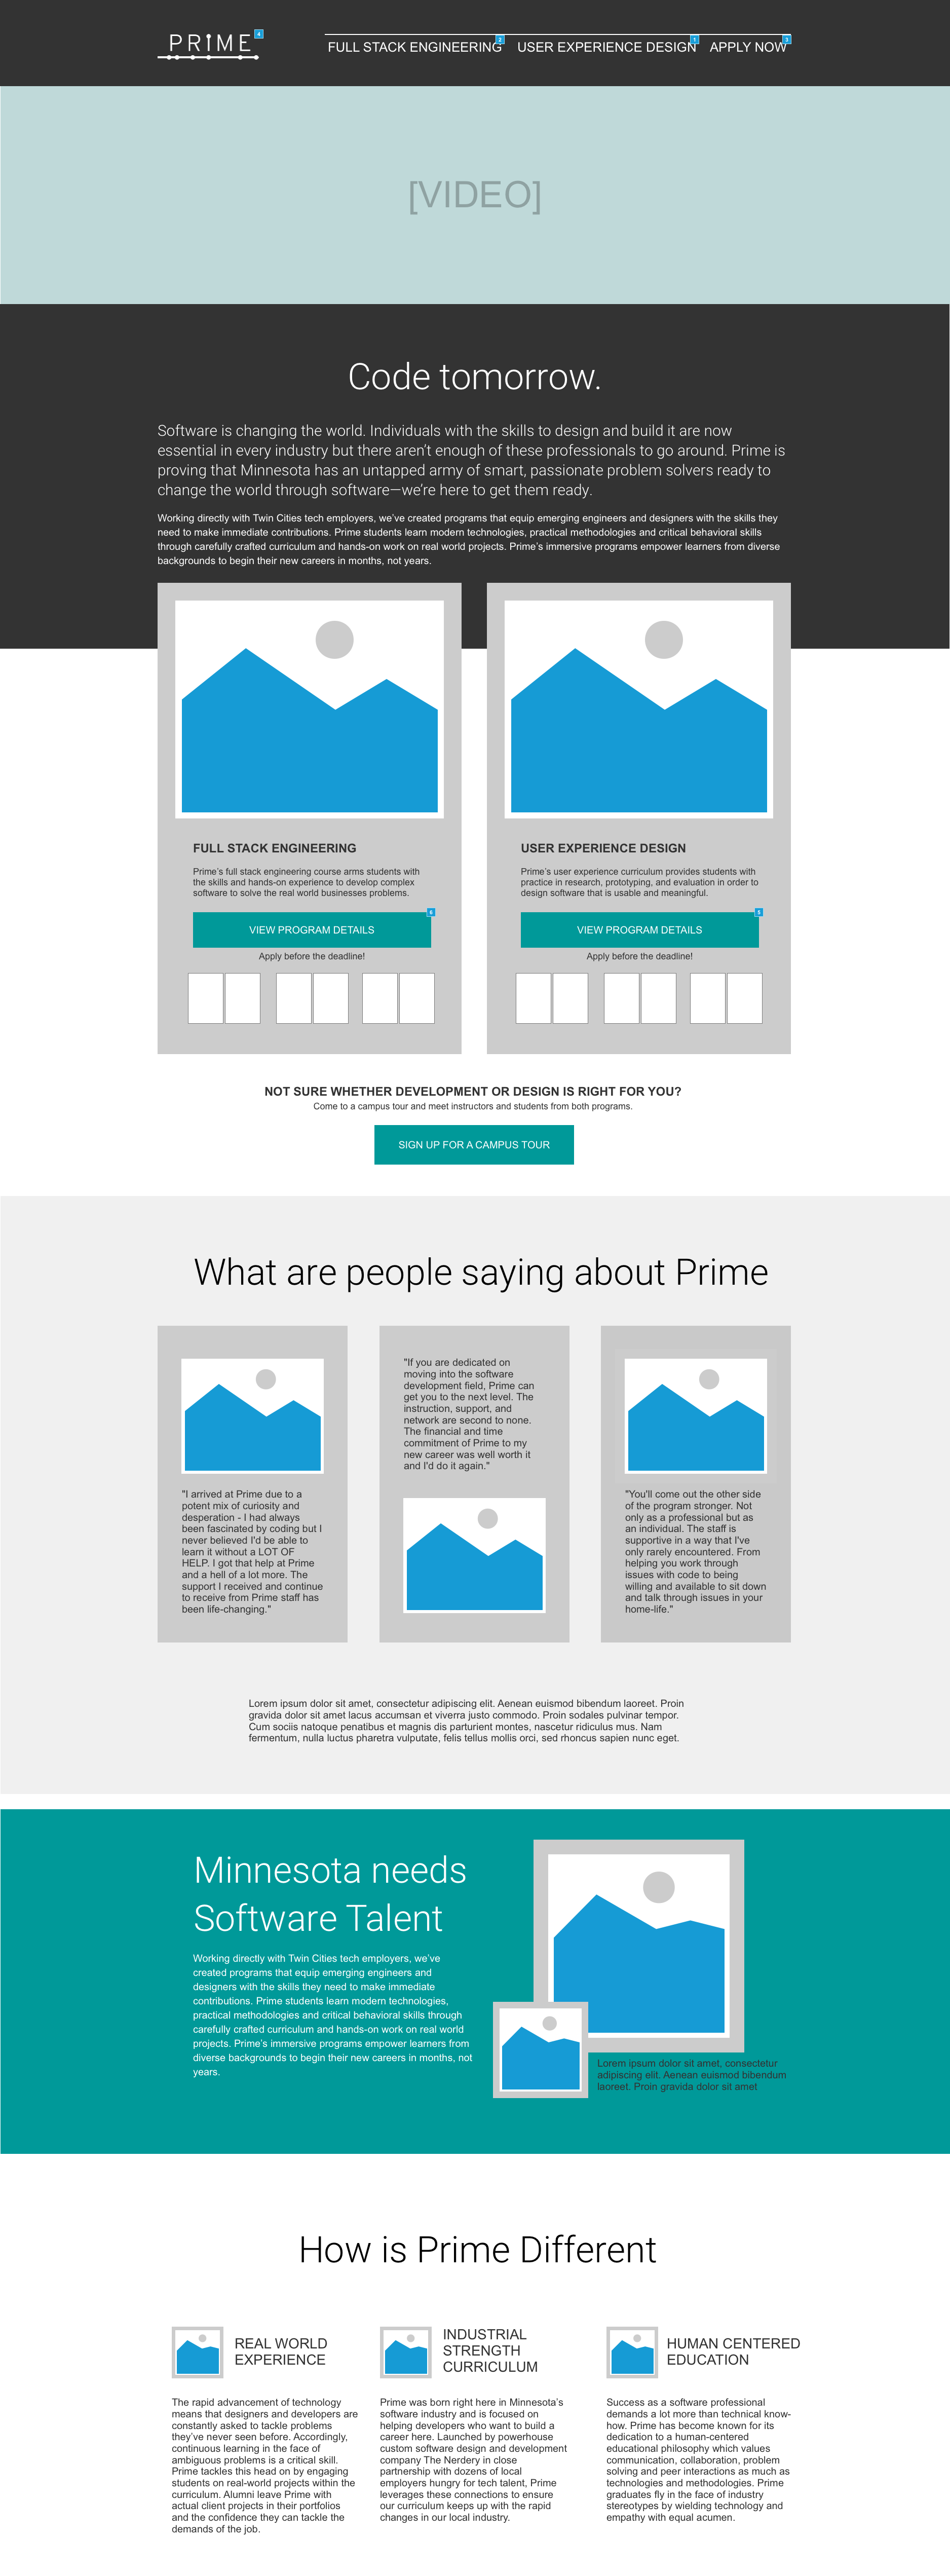 PRIME
4
FULL STACK ENGINEERING
2
USER EXPERIENCE DESIGN
1
APPLY NOW
3
[VIDEO]
Code tomorrow.
Software is changing the world. Individuals with the skills to design and build it are now
essential in every industry but there aren't enough of these professionals to go around. Prime is
proving that Minnesota has an untapped army of smart, passionate problem solvers ready to
change the world through software—we're here to get them ready.
Working directly with Twin Cities tech employers, we've created programs that equip emerging engineers and designers with the skills they
need to make immediate contributions. Prime students learn modern technologies, practical methodologies and critical behavioral skills
through carefully crafted curriculum and hands-on work on real world projects. Prime's immersive programs empower learners from diverse
backgrounds to begin their new careers in months, not years.
FULL STACK ENGINEERING
Prime's full stack engineering course arms students with
the skills and hands-on experience to develop complex
software to solve the real world businesses problems.
VIEW PROGRAM DETAILS
6
Apply before the deadline!
USER EXPERIENCE DESIGN
Prime's user experience curriculum provides students with
practice in research, prototyping, and evaluation in order to
design software that is usable and meaningful.
VIEW PROGRAM DETAILS
5
Apply before the deadline!
NOT SURE WHETHER DEVELOPMENT OR DESIGN IS RIGHT FOR YOU?
Come to a campus tour and meet instructors and students from both programs.
SIGN UP FOR A CAMPUS TOUR
What are people saying about Prime
"I arrived at Prime due to a
potent mix of curiosity and
desperation - I had always
been fascinated by coding but I
never believed I'd be able to
learn it without a LOT OF
HELP. I got that help at Prime
and a hell of a lot more. The
support I received and continue
to receive from Prime staff has
been life-changing."
"If you are dedicated on
moving into the software
development field, Prime can
get you to the next level. The
instruction, support, and
network are second to none.
The financial and time
commitment of Prime to my
new career was well worth it
and I'd do it again."
"You'll come out the other side
of the program stronger. Not
only as a professional but as
an individual. The staff is
supportive in a way that I've
only rarely encountered. From
helping you work through
issues with code to being
willing and available to sit down
and talk through issues in your
home-life."
Lorem ipsum dolor sit amet, consectetur adipiscing elit. Aenean euismod bibendum laoreet. Proin
gravida dolor sit amet lacus accumsan et viverra justo commodo. Proin sodales pulvinar tempor.
Cum sociis natoque penatibus et magnis dis parturient montes, nascetur ridiculus mus. Nam
fermentum, nulla luctus pharetra vulputate, felis tellus mollis orci, sed rhoncus sapien nunc eget.
Minnesota needs
Software Talent
Working directly with Twin Cities tech employers, we've
created programs that equip emerging engineers and
designers with the skills they need to make immediate
contributions. Prime students learn modern technologies,
practical methodologies and critical behavioral skills through
carefully crafted curriculum and hands-on work on real world
projects. Prime's immersive programs empower learners from
diverse backgrounds to begin their new careers in months, not
years.
Lorem ipsum dolor sit amet, consectetur
adipiscing elit. Aenean euismod bibendum
laoreet. Proin gravida dolor sit amet
How is Prime Different
REAL WORLD
EXPERIENCE
The rapid advancement of technology
means that designers and developers are
constantly asked to tackle problems
they've never seen before. Accordingly,
continuous learning in the face of
ambiguous problems is a critical skill.
Prime tackles this head on by engaging
students on real-world projects within the
curriculum. Alumni leave Prime with
actual client projects in their portfolios
and the confidence they can tackle the
demands of the job.
INDUSTRIAL
STRENGTH
CURRICULUM
Prime was born right here in Minnesota's
software industry and is focused on
helping developers who want to build a
career here. Launched by powerhouse
custom software design and development
company The Nerdery in close
partnership with dozens of local
employers hungry for tech talent, Prime
leverages these connections to ensure
our curriculum keeps up with the rapid
changes in our local industry.
HUMAN CENTERED
EDUCATION
Success as a software professional
demands a lot more than technical know-
how. Prime has become known for its
dedication to a human-centered
educational philosophy which values
communication, collaboration, problem
solving and peer interactions as much as
technologies and methodologies. Prime
graduates fly in the face of industry
stereotypes by wielding technology and
empathy with equal acumen.